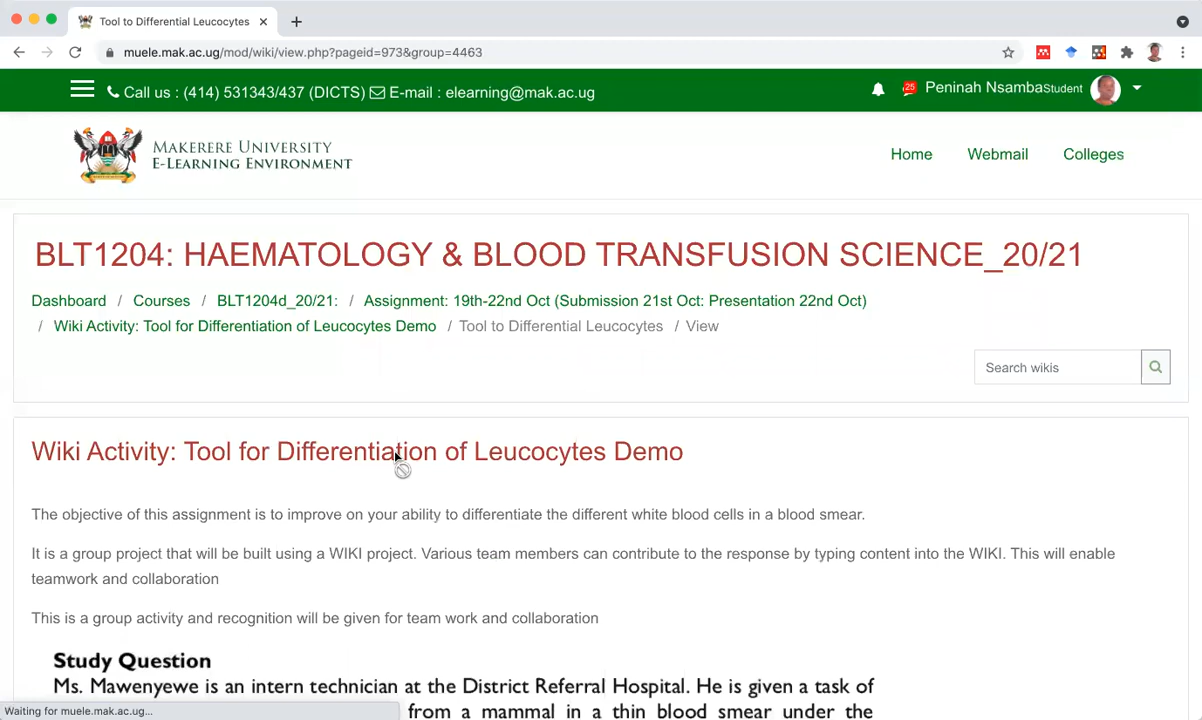 Tool to Differential Leucocytes
muele.mak.ac.ug/mod/wiki/view.php?pageid=973&group=4463
Call us : (414) 531343/437 (DICTS) E-mail : elearning@mak.ac.ug
25
Peninah NsambaStudent
MAKERERE UNIVERSITY
E-LEARNING ENVIRONMENT
Home Webmail Colleges
BLT1204: HAEMATOLOGY & BLOOD TRANSFUSION SCIENCE_20/21
Dashboard / Courses / BLT1204d_20/21: / Assignment: 19th-22nd Oct (Submission 21st Oct: Presentation 22nd Oct)
/ Wiki Activity: Tool for Differentiation of Leucocytes Demo / Tool to Differential Leucocytes / View
Search wikis
Wiki Activity: Tool for Differentiation of Leucocytes Demo
The objective of this assignment is to improve on your ability to differentiate the different white blood cells in a blood smear.
It is a group project that will be built using a WIKI project. Various team members can contribute to the response by typing content into the WIKI. This will enable
teamwork and collaboration
This is a group activity and recognition will be given for team work and collaboration
Study Question
Ms. Mawenyewe is an intern technician at the District Referral Hospital. He is given a task of
from a mammal in a thin blood smear under the
Waiting for muele.mak.ac.ug...